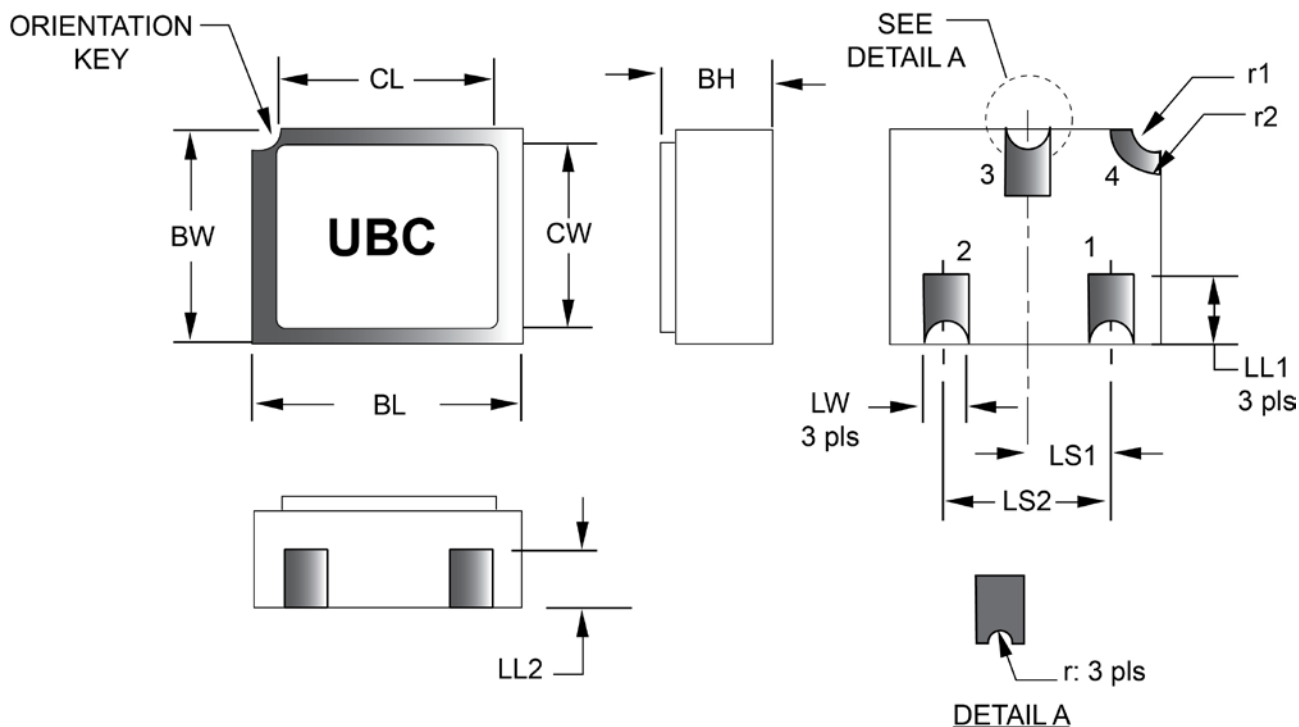 ORIENTATION
KEY
CL
BH
SEE
DETAIL A
r1
r2
BW
UBC
CW
3
4
2
1
BL
LW
3 pls
LL1
3 pls
LS1
LS2
LL2
r: 3 pls
DETAIL A